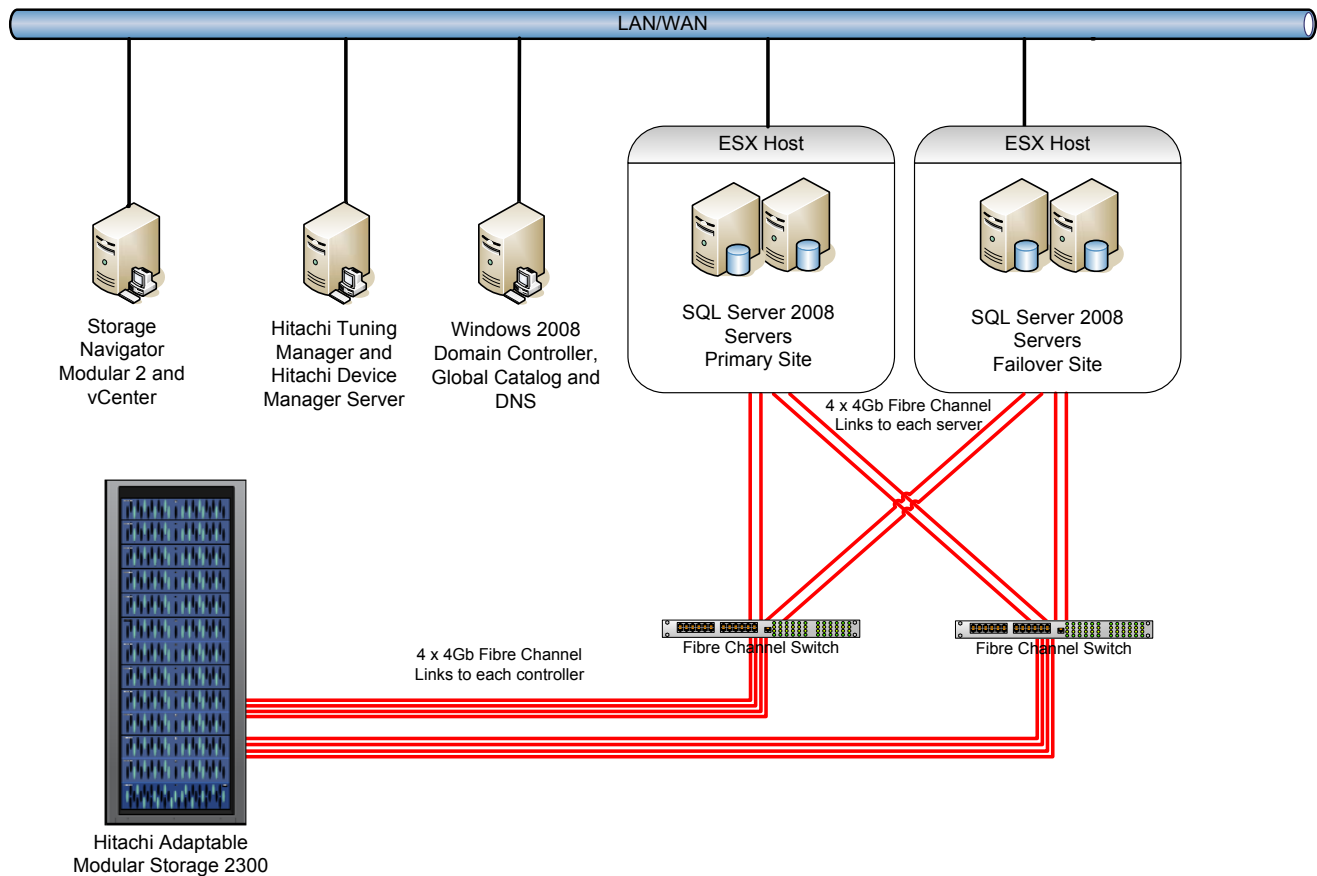 LAN/WAN
ESX Host
ESX Host
SQL Server 2008
Servers
Primary Site
SQL Server 2008
Servers
Failover Site
Storage
Navigator
Modular 2 and
vCenter
Hitachi Tuning
Manager and
Hitachi Device
Manager Server
Windows 2008
Domain Controller,
Global Catalog and
DNS
4 x 4Gb Fibre Channel
Links to each server
Fibre Channel Switch
Fibre Channel Switch
4 x 4Gb Fibre Channel
Links to each controller
Hitachi Adaptable
Modular Storage 2300